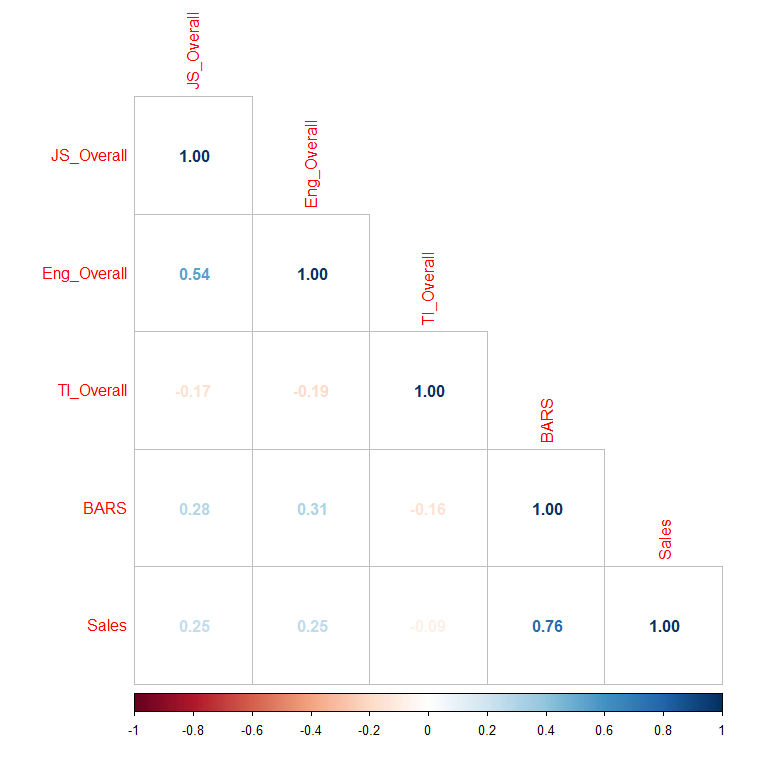 JS_Overall
Eng_Overall
TI_Overall
BARS
Sales
JS_Overall 1.00
Eng_Overall 0.54 1.00
TI_Overall -0.17 -0.19 1.00
BARS 0.28 0.31 -0.16 1.00
Sales 0.25 0.25 -0.09 0.76 1.00
-1 -0.8 -0.6 -0.4 -0.2 0 0.2 0.4 0.6 0.8 1